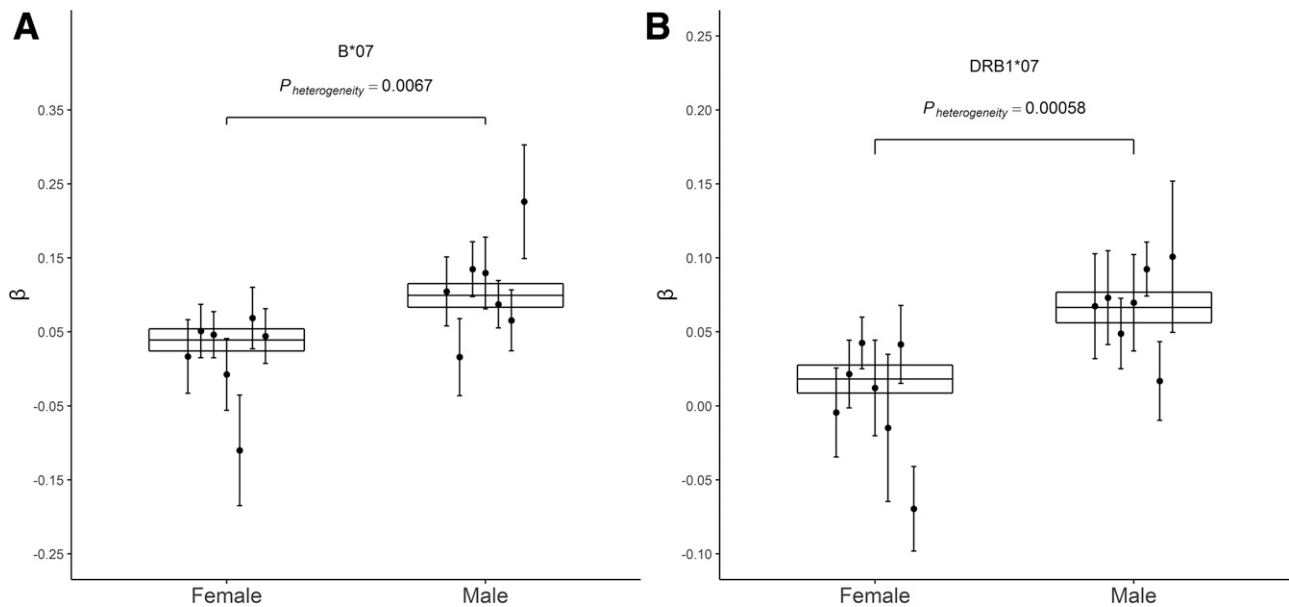 A
B*07
P heterogeneity = 0.0067
0.35
0.25
0.15
0.05
-0.05
-0.15
-0.25
β
Female Male
B
DRB1*07
P heterogeneity = 0.00058
0.25
0.20
0.15
0.10
0.05
0.00
-0.05
-0.10
β
Female Male